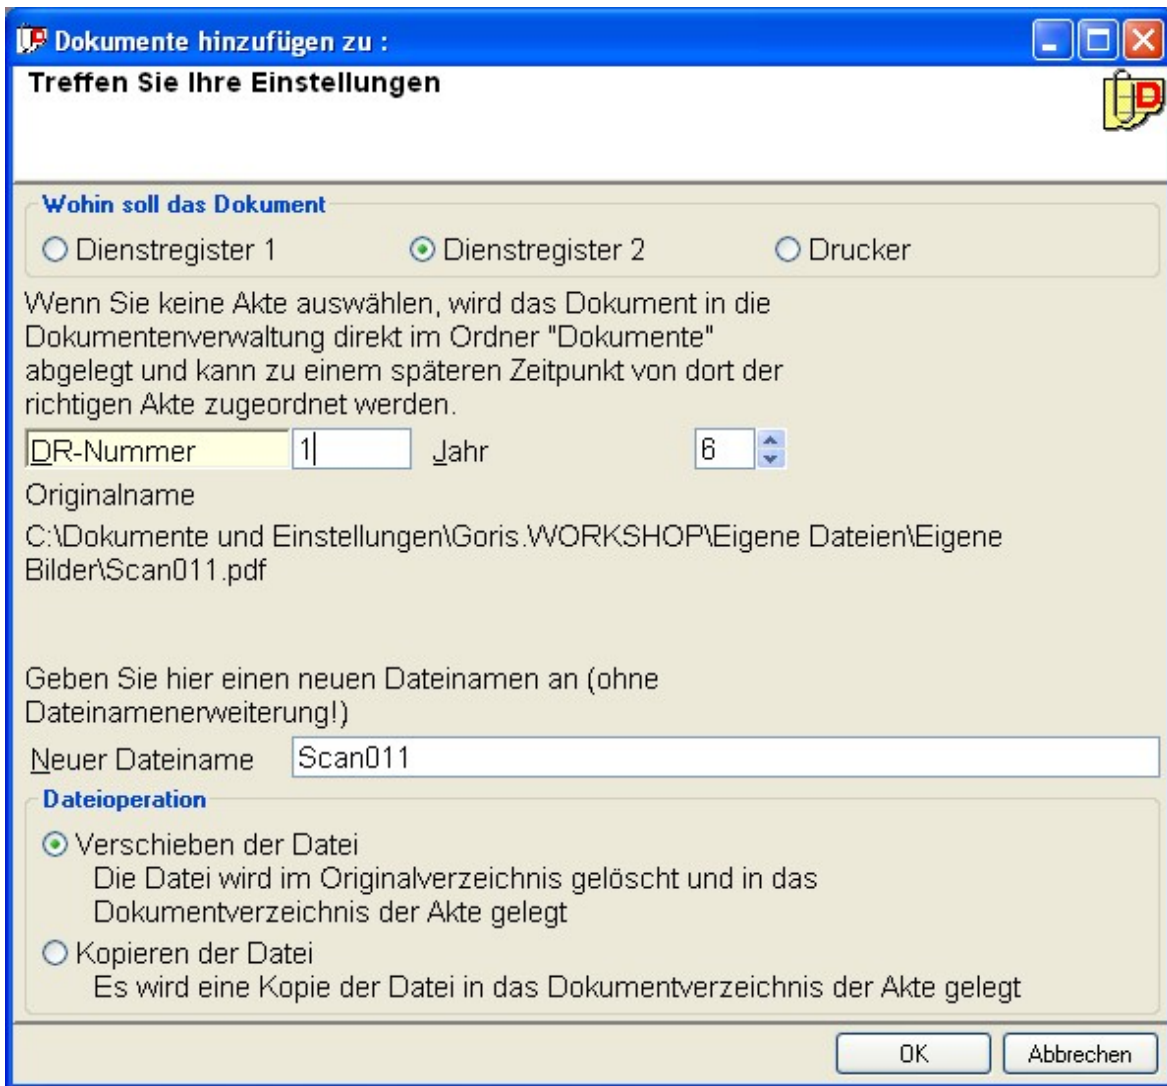 Dokumente hinzufügen zu :
Treffen Sie Ihre Einstellungen
D
Wohin soll das Dokument
Dienstregister 1 Dienstregister 2 Drucker
Wenn Sie keine Akte auswählen, wird das Dokument in die
Dokumentenverwaltung direkt im Ordner "Dokumente"
abgelegt und kann zu einem späteren Zeitpunkt von dort der
richtigen Akte zugeordnet werden.
DR-Nummer 1 Jahr 6
Originalname
C:\Dokumente und Einstellungen\Goris.WORKSHOP\Eigene Dateien\Eigene
Bilder\Scan011.pdf
Geben Sie hier einen neuen Dateinamen an (ohne
Dateinamenerweiterung!)
Neuer Dateiname Scan011
Dateioperation
Verschieben der Datei
Die Datei wird im Originalverzeichnis gelöscht und in das
Dokumentverzeichnis der Akte gelegt
Kopieren der Datei
Es wird eine Kopie der Datei in das Dokumentverzeichnis der Akte gelegt
OK Abbrechen